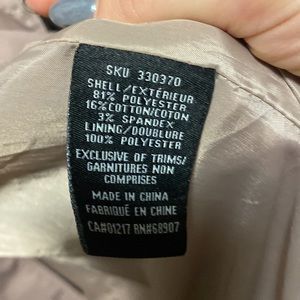 SKU 330370
SHELL/EXTÉRIEUR
81% POLYESTER
16%COTTON/COTON
3% SPANDEX
LINING/DOUBLURE
100% POLYESTER
EXCLUSIVE OF TRIMS/
GARNITURES NON
COMPRISES
MADE IN CHINA
FABRIQUÉ EN CHINE
CA#01217 RN#68907